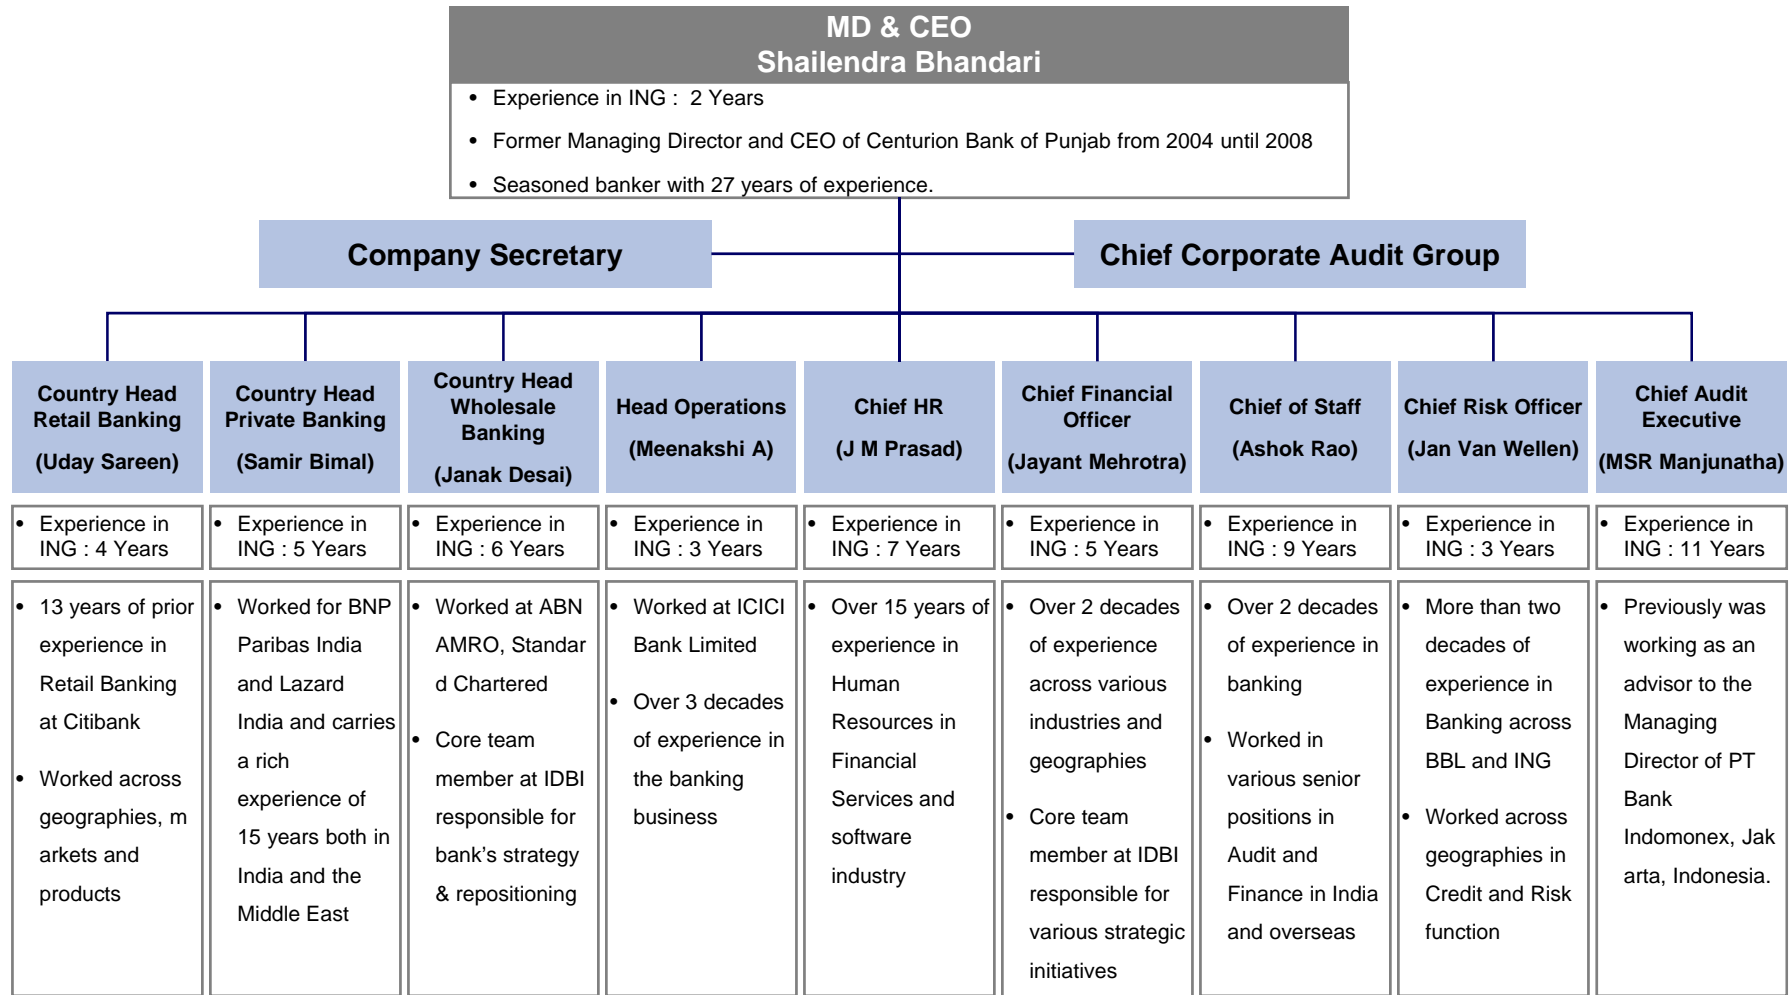 MD & CEO
Shailendra Bhandari
• Experience in ING : 2 Years
• Former Managing Director and CEO of Centurion Bank of Punjab from 2004 until 2008
• Seasoned banker with 27 years of experience.
Company Secretary
Chief Corporate Audit Group
Country Head
Retail Banking
(Uday Sareen)
• Experience in
ING : 4 Years
• 13 years of prior
experience in
Retail Banking
at Citibank
• Worked across
geographies, m
arkets and
products
Country Head
Private Banking
(Samir Bimal)
• Experience in
ING : 5 Years
• Worked for BNP
Paribas India
and Lazard
India and carries
a rich
experience of
15 years both in
India and the
Middle East
Country Head
Wholesale
Banking
(Janak Desai)
• Experience in
ING : 6 Years
• Worked at ABN
AMRO, Standar
d Chartered
• Core team
member at IDBI
responsible for
bank’s strategy
& repositioning
Head Operations
(Meenakshi A)
• Experience in
ING : 3 Years
• Worked at ICICI
Bank Limited
• Over 3 decades
of experience in
the banking
business
Chief HR
(J M Prasad)
• Experience in
ING : 7 Years
• Over 15 years of
experience in
Human
Resources in
Financial
Services and
software
industry
Chief Financial
Officer
(Jayant Mehrotra)
• Experience in
ING : 5 Years
• Over 2 decades
of experience
across various
industries and
geographies
• Core team
member at IDBI
responsible for
various strategic
initiatives
Chief of Staff
(Ashok Rao)
• Experience in
ING : 9 Years
• Over 2 decades
of experience in
banking
• Worked in
various senior
positions in
Audit and
Finance in India
and overseas
Chief Risk Officer
(Jan Van Wellen)
• Experience in
ING : 3 Years
• More than two
decades of
experience in
Banking across
BBL and ING
• Worked across
geographies in
Credit and Risk
function
Chief Audit
Executive
(MSR Manjunatha)
• Experience in
ING : 11 Years
• Previously was
working as an
advisor to the
Managing
Director of PT
Bank
Indomonex, Jak
arta, Indonesia.